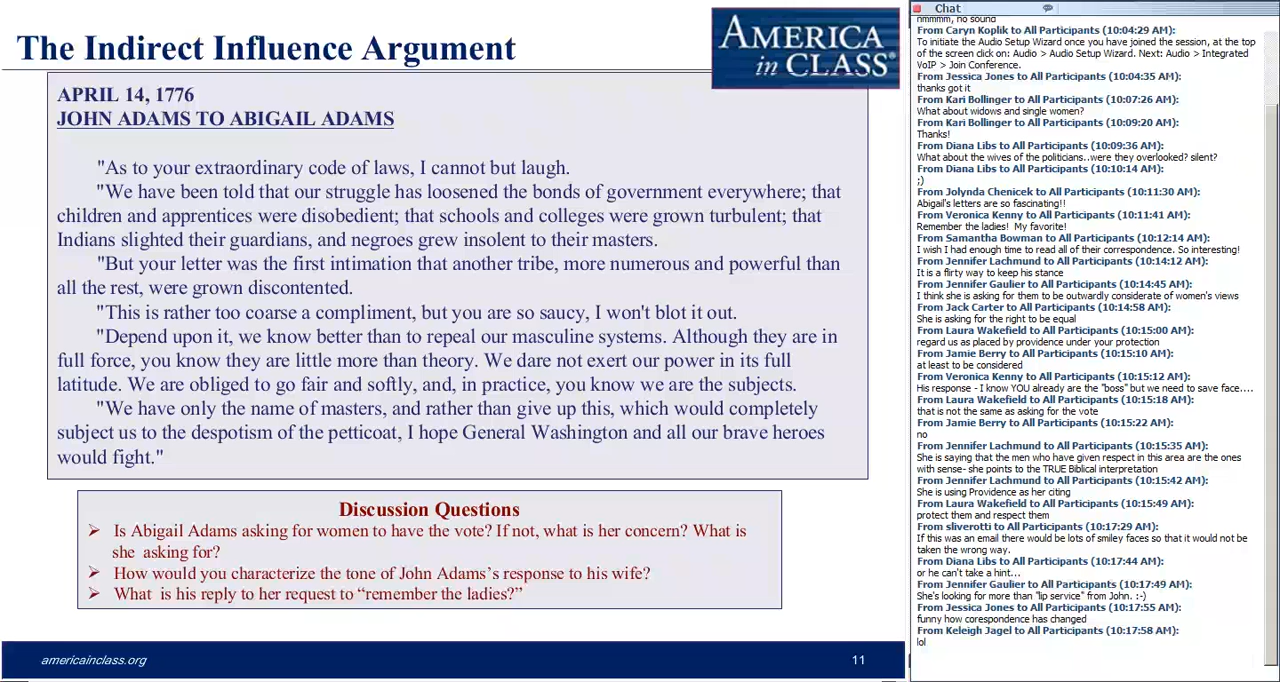 The Indirect Influence Argument
AMERICA
in CLASS®
APRIL 14, 1776
JOHN ADAMS TO ABIGAIL ADAMS
"As to your extraordinary code of laws, I cannot but laugh.
"We have been told that our struggle has loosened the bonds of government everywhere; that
children and apprentices were disobedient; that schools and colleges were grown turbulent; that
Indians slighted their guardians, and negroes grew insolent to their masters.
"But your letter was the first intimation that another tribe, more numerous and powerful than
all the rest, were grown discontented.
"This is rather too coarse a compliment, but you are so saucy, I won't blot it out.
"Depend upon it, we know better than to repeal our masculine systems. Although they are in
full force, you know they are little more than theory. We dare not exert our power in its full
latitude. We are obliged to go fair and softly, and, in practice, you know we are the subjects.
"We have only the name of masters, and rather than give up this, which would completely
subject us to the despotism of the petticoat, I hope General Washington and all our brave heroes
would fight."
Discussion Questions
➢ Is Abigail Adams asking for women to have the vote? If not, what is her concern? What is
she asking for?
➢ How would you characterize the tone of John Adams's response to his wife?
➢ What is his reply to her request to “remember the ladies?”
americainclass.org
11
Chat
hmmmm, no sound
From Caryn Koplik to All Participants (10:04:29 AM):
To initiate the Audio Setup Wizard once you have joined the session, at the top
of the screen click on: Audio > Audio Setup Wizard. Next: Audio > Integrated
VoIP > Join Conference.
From Jessica Jones to All Participants (10:04:35 AM):
thanks got it
From Kari Bollinger to All Participants (10:07:26 AM):
What about widows and single women?
From Kari Bollinger to All Participants (10:09:20 AM):
Thanks!
From Diana Libs to All Participants (10:09:36 AM):
What about the wives of the politicians..were they overlooked? silent?
From Diana Libs to All Participants (10:10:14 AM):
;)
From Jolynda Chenicek to All Participants (10:11:30 AM):
Abigail's letters are so fascinating!!
From Veronica Kenny to All Participants (10:11:41 AM):
Remember the ladies! My favorite!
From Samantha Bowman to All Participants (10:12:14 AM):
I wish I had enough time to read all of their correspondence. So interesting!
From Jennifer Lachmund to All Participants (10:14:12 AM):
It is a flirty way to keep his stance
From Jennifer Gaulier to All Participants (10:14:45 AM):
I think she is asking for them to be outwardly considerate of women's views
From Jack Carter to All Participants (10:14:58 AM):
She is asking for the right to be equal
From Laura Wakefield to All Participants (10:15:00 AM):
regard us as placed by providence under your protection
From Jamie Berry to All Participants (10:15:10 AM):
at least to be considered
From Veronica Kenny to All Participants (10:15:12 AM):
His response - I know YOU already are the "boss" but we need to save face....
From Laura Wakefield to All Participants (10:15:18 AM):
that is not the same as asking for the vote
From Jamie Berry to All Participants (10:15:22 AM):
no
From Jennifer Lachmund to All Participants (10:15:35 AM):
She is saying that the men who have given respect in this area are the ones
with sense- she points to the TRUE Biblical interpretation
From Jennifer Lachmund to All Participants (10:15:42 AM):
She is using Providence as her citing
From Laura Wakefield to All Participants (10:15:49 AM):
protect them and respect them
From sliverotti to All Participants (10:17:29 AM):
If this was an email there would be lots of smiley faces so that it would not be
taken the wrong way.
From Diana Libs to All Participants (10:17:44 AM):
or he can't take a hint...
From Jennifer Gaulier to All Participants (10:17:49 AM):
She's looking for more than "lip service" from John. :-)
From Jessica Jones to All Participants (10:17:55 AM):
funny how corespondence has changed
From Keleigh Jagel to All Participants (10:17:58 AM):
lol